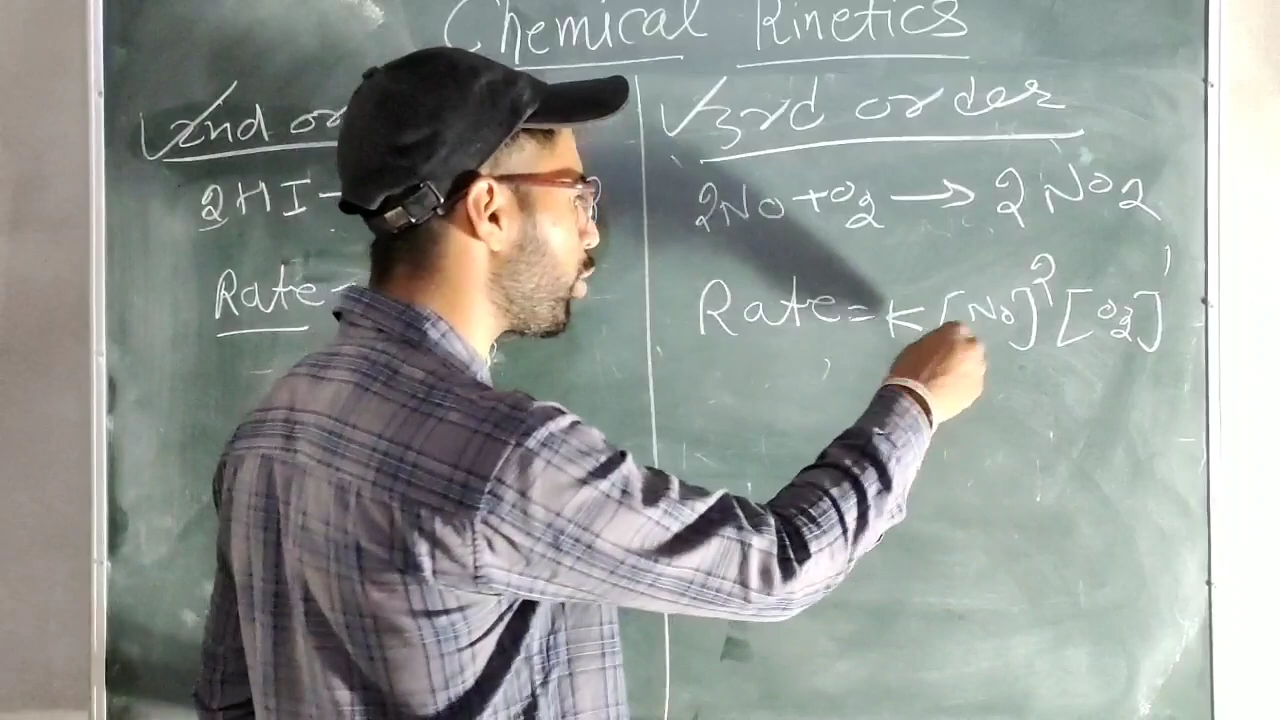 Chemical Kinetics
2nd or
2HI
Rate
3rd order
2No+O2 → 2No2
Rate = K[No]² [O2]¹